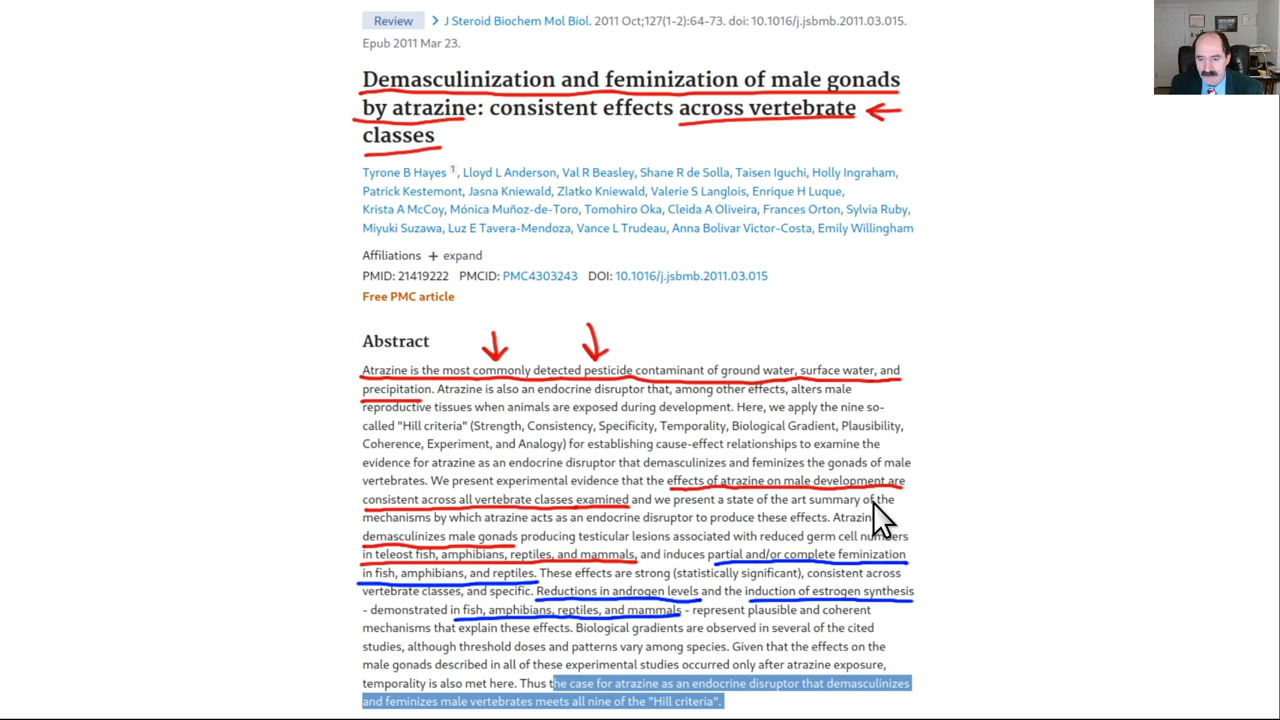 Review > J Steroid Biochem Mol Biol. 2011 Oct;127(1-2):64-73. doi: 10.1016/j.jsbmb.2011.03.015.
Epub 2011 Mar 23.
Demasculinization and feminization of male gonads
by atrazine: consistent effects across vertebrate
classes
Tyrone B Hayes 1, Lloyd L Anderson, Val R Beasley, Shane R de Solla, Taisen Iguchi, Holly Ingraham,
Patrick Kestemont, Jasna Kniewald, Zlatko Kniewald, Valerie S Langlois, Enrique H Luque,
Krista A McCoy, Mónica Muñoz-de-Toro, Tomohiro Oka, Cleida A Oliveira, Frances Orton, Sylvia Ruby,
Miyuki Suzawa, Luz E Tavera-Mendoza, Vance L Trudeau, Anna Bolivar Victor-Costa, Emily Willingham
Affiliations + expand
PMID: 21419222 PMCID: PMC4303243 DOI: 10.1016/j.jsbmb.2011.03.015
Free PMC article
Abstract
Atrazine is the most commonly detected pesticide contaminant of ground water, surface water, and
precipitation. Atrazine is also an endocrine disruptor that, among other effects, alters male
reproductive tissues when animals are exposed during development. Here, we apply the nine so-
called "Hill criteria" (Strength, Consistency, Specificity, Temporality, Biological Gradient, Plausibility,
Coherence, Experiment, and Analogy) for establishing cause-effect relationships to examine the
evidence for atrazine as an endocrine disruptor that demasculinizes and feminizes the gonads of male
vertebrates. We present experimental evidence that the effects of atrazine on male development are
consistent across all vertebrate classes examined and we present a state of the art summary of the
mechanisms by which atrazine acts as an endocrine disruptor to produce these effects. Atrazin
demasculinizes male gonads producing testicular lesions associated with reduced germ cell numbers
in teleost fish, amphibians, reptiles, and mammals, and induces partial and/or complete feminization
in fish, amphibians, and reptiles. These effects are strong (statistically significant), consistent across
vertebrate classes, and specific. Reductions in androgen levels and the induction of estrogen synthesis
- demonstrated in fish, amphibians, reptiles, and mammals - represent plausible and coherent
mechanisms that explain these effects. Biological gradients are observed in several of the cited
studies, although threshold doses and patterns vary among species. Given that the effects on the
male gonads described in all of these experimental studies occurred only after atrazine exposure,
temporality is also met here. Thus the case for atrazine as an endocrine disruptor that demasculinizes
and feminizes male vertebrates meets all nine of the "Hill criteria".